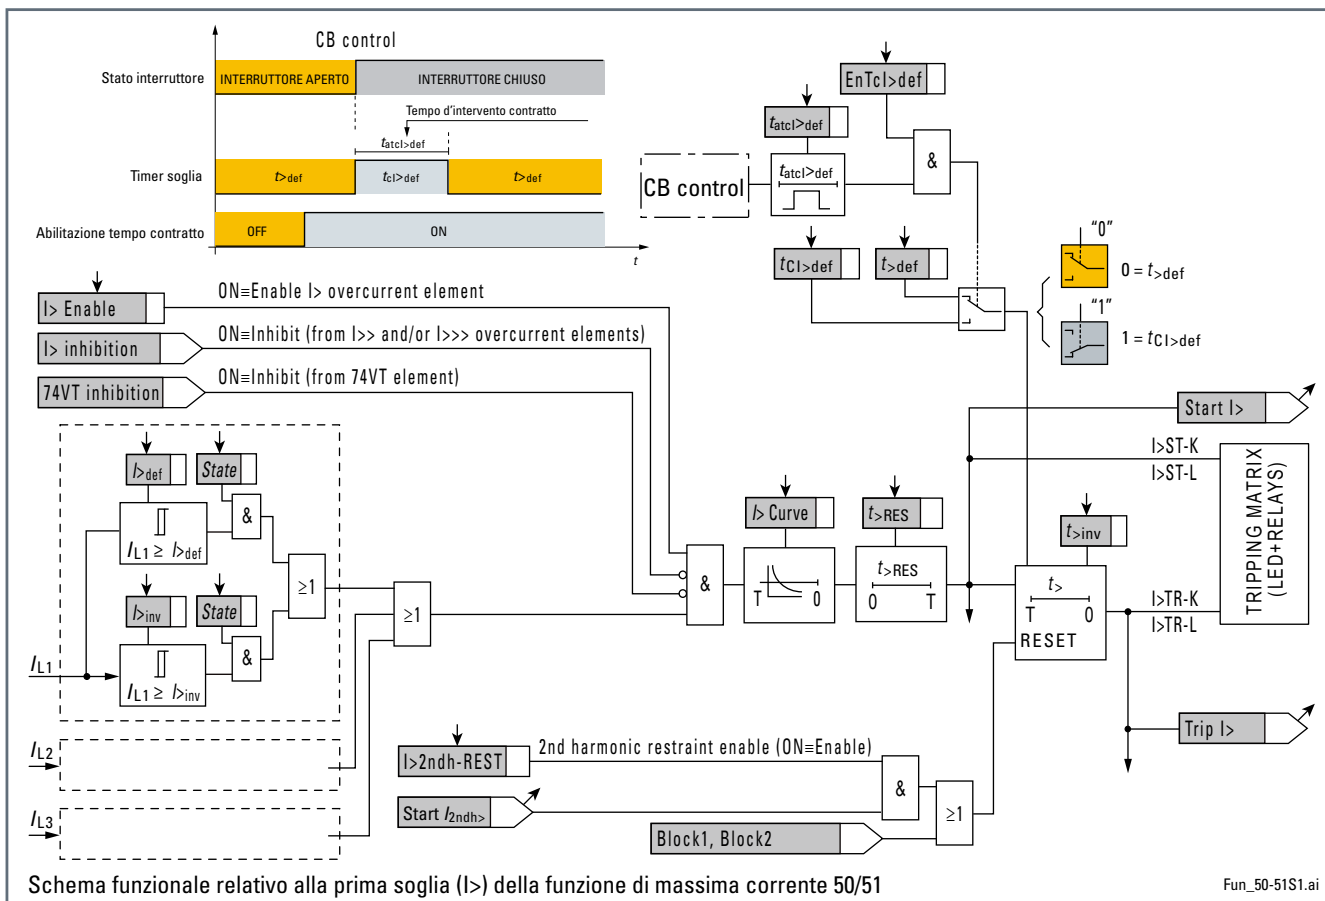 CB control
Stato interruttore
INTERRUTTORE APERTO
INTERRUTTORE CHIUSO
Tempo d'intervento contratto
tatcI>def
Timer soglia
t>def
tcI>def
t>def
Abilitazione tempo contratto
OFF
ON
t
EnTcI>def
tatcI>def
CB control
tatcI>def
&
tCI>def
t>def
"0"
0 = t>def
"1"
1 = tCI>def
I> Enable
ON≡Enable I> overcurrent element
I> inhibition
ON≡Inhibit (from I>> and/or I>>> overcurrent elements)
74VT inhibition
ON≡Inhibit (from 74VT element)
Start I>
I>ST-K
I>ST-L
TRIPPING MATRIX
(LED+RELAYS)
I>def
State
&
IL1 ≥ I>def
≥1
I>inv
State
&
IL1 ≥ I>inv
IL1
≥1
&
I> Curve
T
0
t>RES
t>RES
0
T
t>inv
t>
T
0
RESET
I>TR-K
I>TR-L
Trip I>
IL2
IL3
I>2ndh-REST
2nd harmonic restraint enable (ON≡Enable)
&
Start I2ndh>
≥1
Block1, Block2
Schema funzionale relativo alla prima soglia (I>) della funzione di massima corrente 50/51
Fun_50-51S1.ai